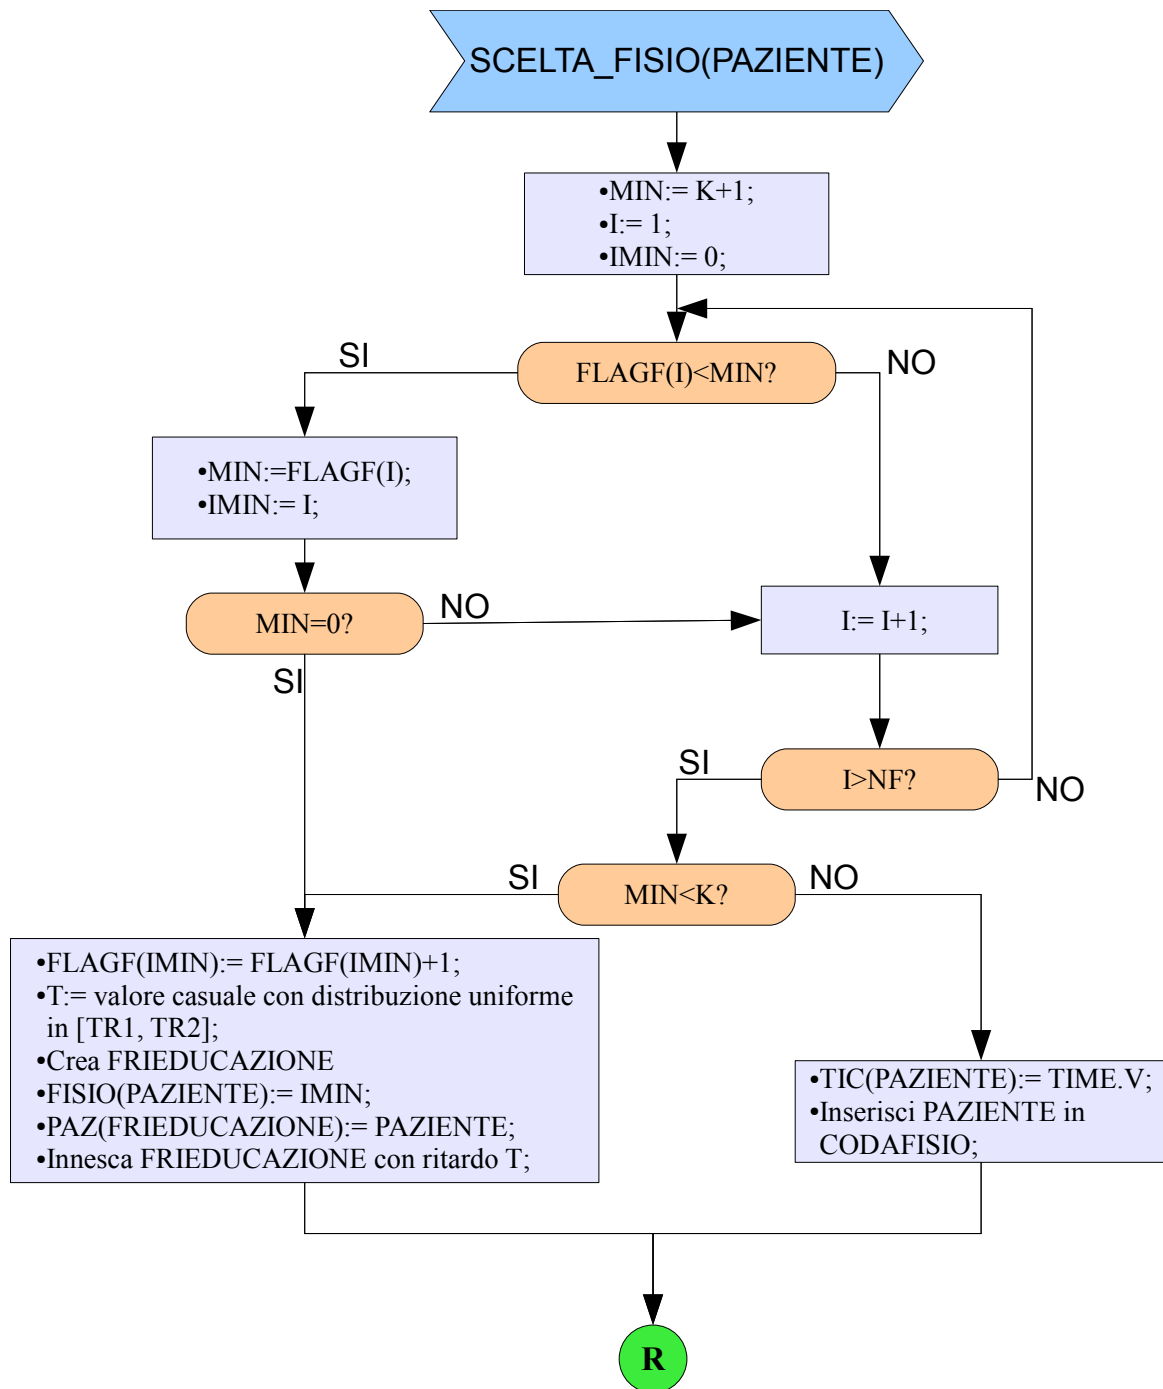 SCELTA_FISIO(PAZIENTE)
•MIN:= K+1;
•I:= 1;
•IMIN:= 0;
SI
FLAGF(I)<MIN?
NO
•MIN:=FLAGF(I);
•IMIN:= I;
MIN=0?
NO
I:= I+1;
SI
SI
I>NF?
NO
SI
MIN<K?
NO
•FLAGF(IMIN):= FLAGF(IMIN)+1;
•T:= valore casuale con distribuzione uniforme
in [TR1, TR2];
•Crea FRIEDUCAZIONE
•FISIO(PAZIENTE):= IMIN;
•PAZ(FRIEDUCAZIONE):= PAZIENTE;
•Innesca FRIEDUCAZIONE con ritardo T;
•TIC(PAZIENTE):= TIME.V;
•Inserisci PAZIENTE in
CODAFISIO;
R